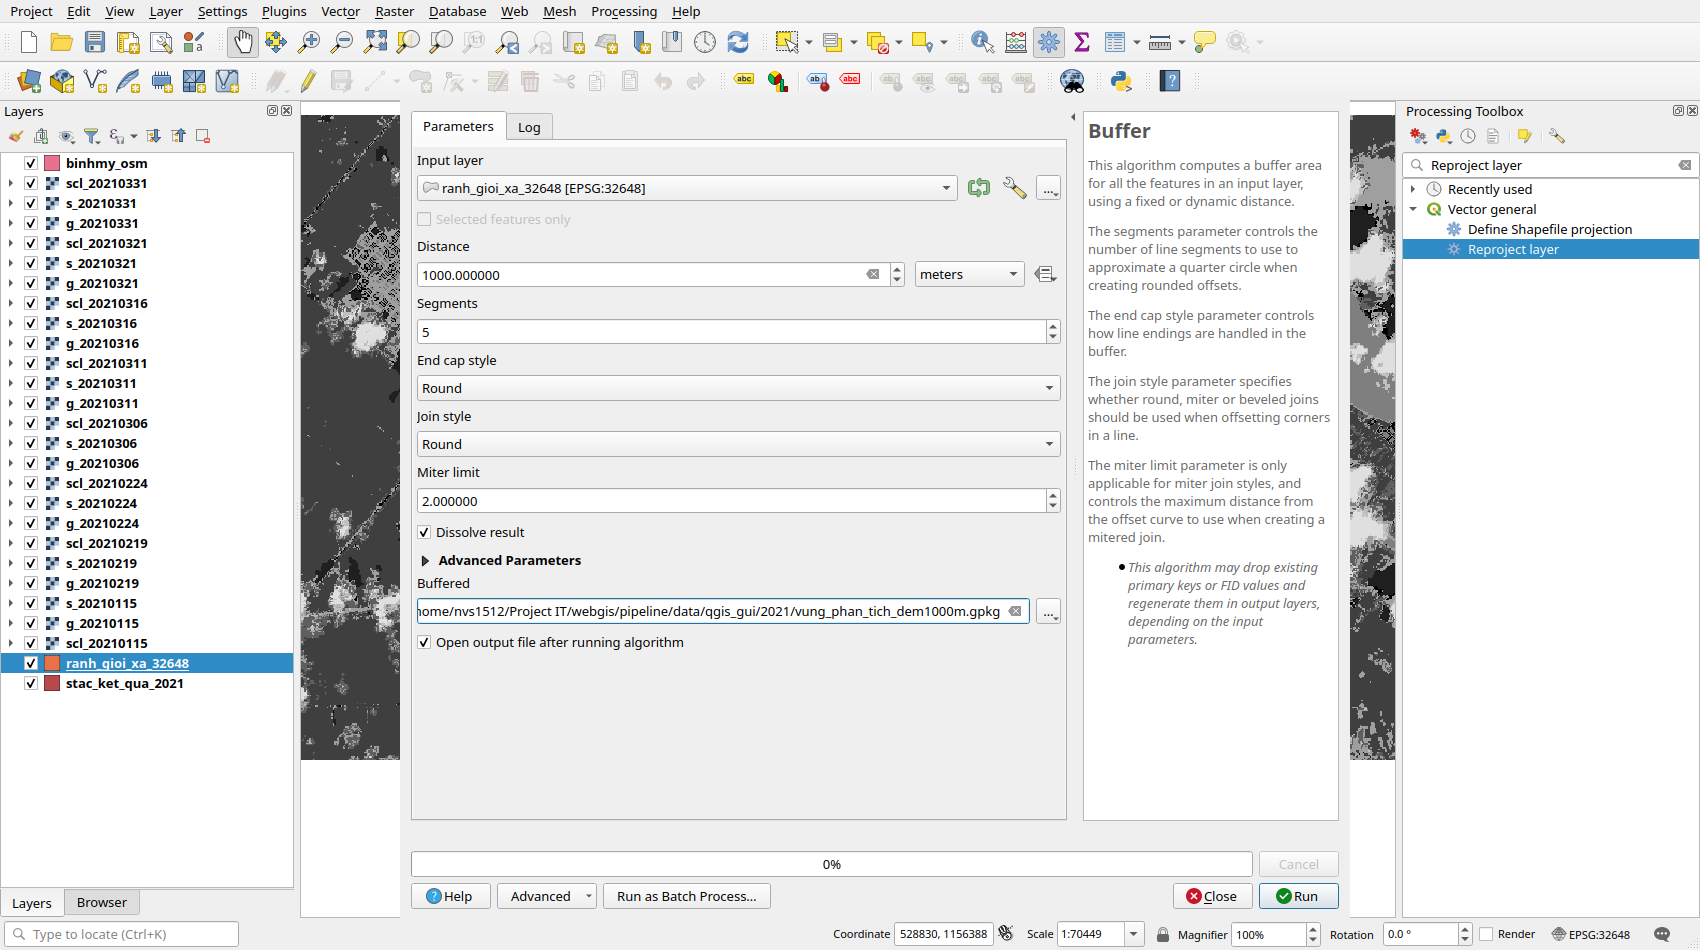 Project Edit View Layer Settings Plugins Vector Raster Database Web Mesh Processing Help
Layers
binhmy_osm
scl_20210331
s_20210331
g_20210331
scl_20210321
s_20210321
g_20210321
scl_20210316
s_20210316
g_20210316
scl_20210311
s_20210311
g_20210311
scl_20210306
s_20210306
g_20210306
scl_20210224
s_20210224
g_20210224
scl_20210219
s_20210219
g_20210219
s_20210115
g_20210115
scl_20210115
ranh_gioi_xa_32648
stac_ket_qua_2021
Layers Browser
Parameters Log
Input layer
ranh_gioi_xa_32648 [EPSG:32648]
...
Selected features only
Distance
1000.000000
meters
Segments
5
End cap style
Round
Join style
Round
Miter limit
2.000000
Dissolve result
Advanced Parameters
Buffered
home/nvs1512/Project IT/webgis/pipeline/data/qgis_gui/2021/vung_phan_tich_dem1000m.gpkg
...
Open output file after running algorithm
Buffer
This algorithm computes a buffer area
for all the features in an input layer,
using a fixed or dynamic distance.
The segments parameter controls the
number of line segments to use to
approximate a quarter circle when
creating rounded offsets.
The end cap style parameter controls
how line endings are handled in the
buffer.
The join style parameter specifies
whether round, miter or beveled joins
should be used when offsetting corners
in a line.
The miter limit parameter is only
applicable for miter join styles, and
controls the maximum distance from
the offset curve to use when creating a
mitered join.
This algorithm may drop existing
primary keys or FID values and
regenerate them in output layers,
depending on the input
parameters.
0%
Cancel
Help Advanced Run as Batch Process... Close Run
Processing Toolbox
Reproject layer
Recently used
Vector general
Define Shapefile projection
Reproject layer
Type to locate (Ctrl+K)
Coordinate 528830, 1156388 Scale 1:70449 Magnifier 100% Rotation 0.0 ° Render EPSG:32648
abc
abc abc